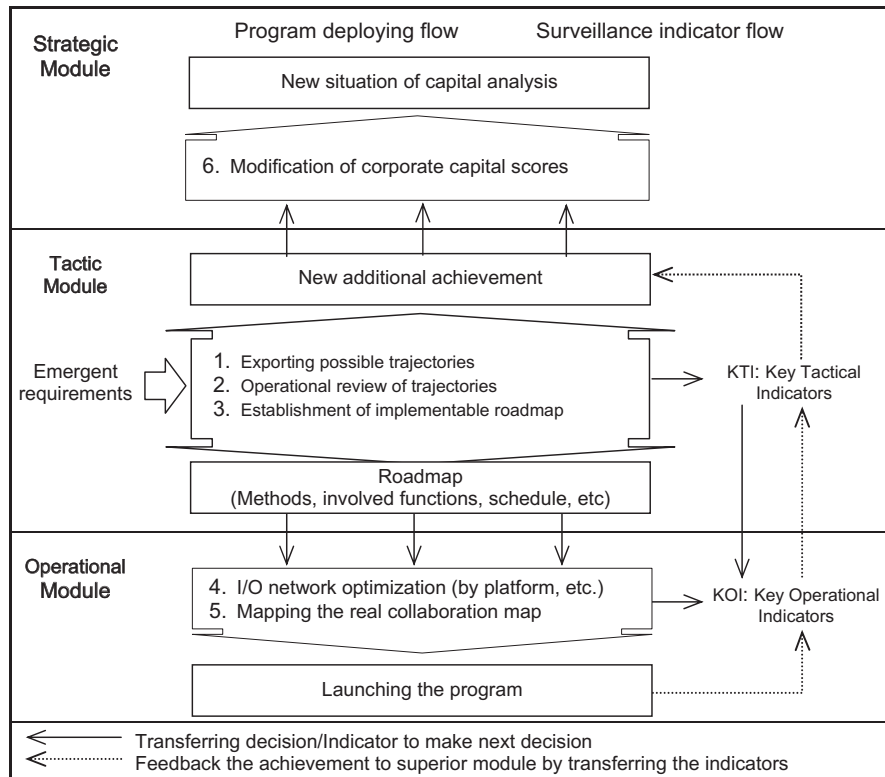 Strategic
Module
Program deploying flow
Surveillance indicator flow
New situation of capital analysis
6. Modification of corporate capital scores
Tactic
Module
New additional achievement
Emergent
requirements
1. Exporting possible trajectories
2. Operational review of trajectories
3. Establishment of implementable roadmap
KTI: Key Tactical
Indicators
Roadmap
(Methods, involved functions, schedule, etc)
Operational
Module
4. I/O network optimization (by platform, etc.)
5. Mapping the real collaboration map
KOI: Key Operational
Indicators
Launching the program
Transferring decision/Indicator to make next decision
Feedback the achievement to superior module by transferring the indicators